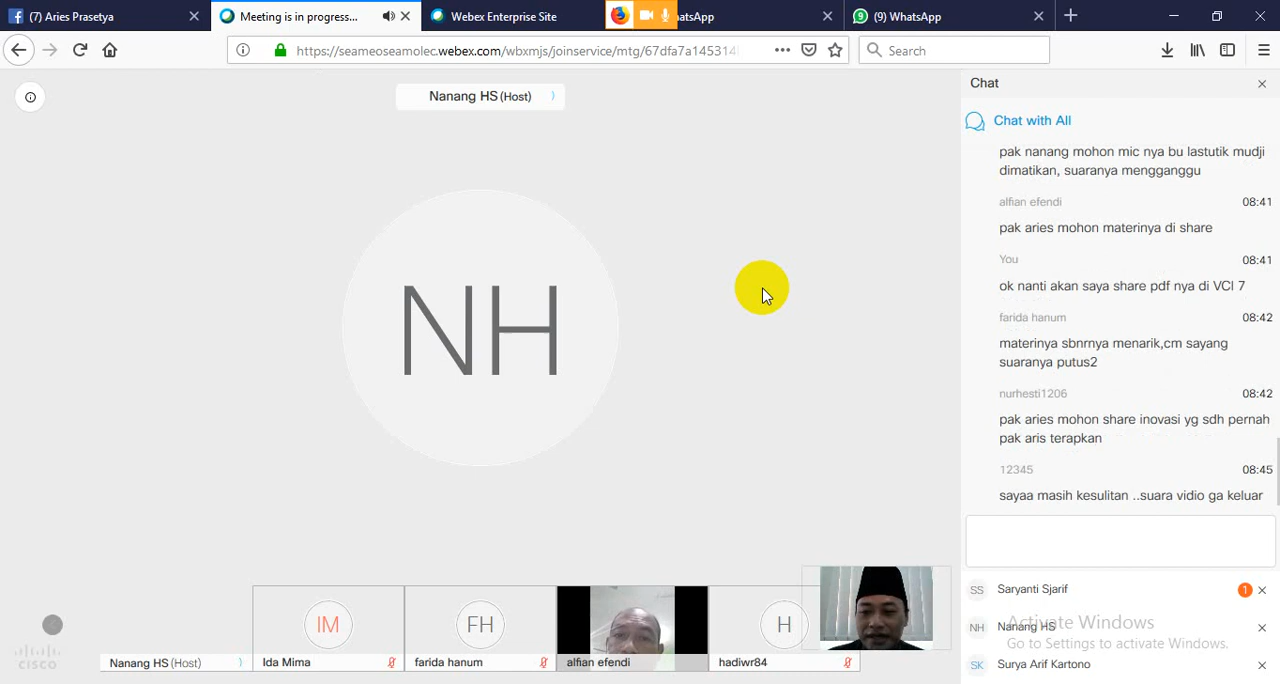 (7) Aries Prasetya
Meeting is in progress...
Webex Enterprise Site
atsApp
(9) WhatsApp
https://seameoseamolec.webex.com/wbxmjs/joinservice/mtg/67dfa7a145314
Search
Nanang HS (Host)
NH
Chat
Chat with All
pak nanang mohon mic nya bu lastutik mudji
dimatikan, suaranya mengganggu
alfian efendi 08:41
pak aries mohon materinya di share
You 08:41
ok nanti akan saya share pdf nya di VCI 7
farida hanum 08:42
materinya sbnrnya menarik,cm sayang
suaranya putus2
nurhesti1206 08:42
pak aries mohon share inovasi yg sdh pernah
pak aris terapkan
12345 08:45
sayaa masih kesulitan ..suara vidio ga keluar
SS Saryanti Sjarif 1
NH Nanang HS
SK Surya Arif Kartono
Activate Windows
Go to Settings to activate Windows.
cisco
Nanang HS (Host)
IM
Ida Mima
FH
farida hanum
alfian efendi
H
hadiwr84